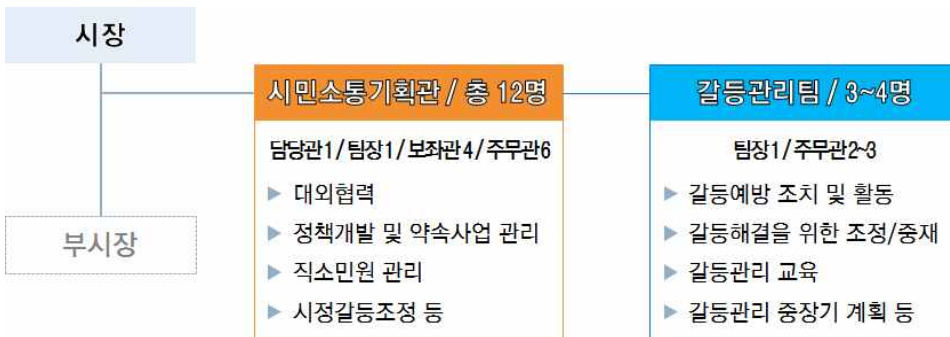 시장
부시장
시민소통기획관 / 총 12명
담당관1 / 팀장1 / 보좌관4 / 주무관6
▶ 대외협력
▶ 정책개발 및 약속사업 관리
▶ 직소민원 관리
▶ 시정갈등조정 등
갈등관리팀 / 3~4명
팀장1 / 주무관2~3
▶ 갈등예방 조치 및 활동
▶ 갈등해결을 위한 조정/중재
▶ 갈등관리 교육
▶ 갈등관리 중장기 계획 등